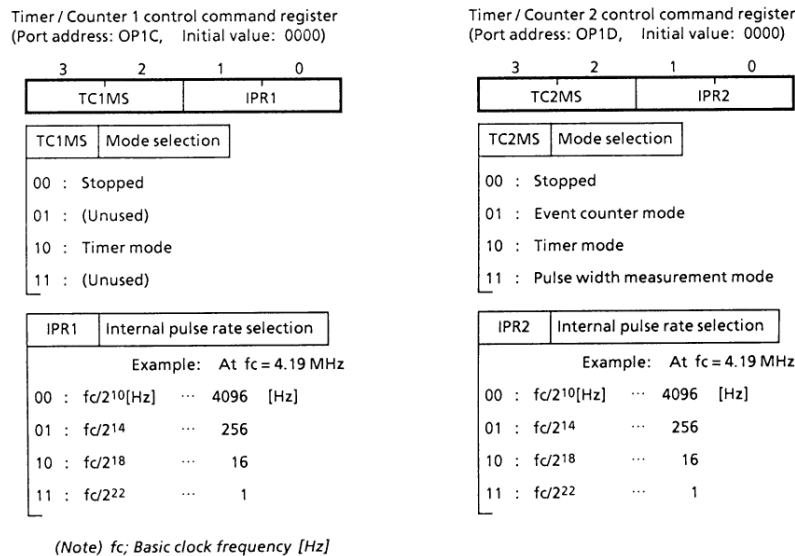 Timer / Counter 1 control command register
(Port address: OP1C, Initial value: 0000)
3 2 1 0
TC1MS IPR1
TC1MS Mode selection
00 : Stopped
01 : (Unused)
10 : Timer mode
11 : (Unused)
IPR1 Internal pulse rate selection
Example: At fc = 4.19 MHz
00 : fc/2¹⁰[Hz] ··· 4096 [Hz]
01 : fc/2¹⁴ ··· 256
10 : fc/2¹⁸ ··· 16
11 : fc/2²² ··· 1
(Note) fc; Basic clock frequency [Hz]
Timer / Counter 2 control command register
(Port address: OP1D, Initial value: 0000)
3 2 1 0
TC2MS IPR2
TC2MS Mode selection
00 : Stopped
01 : Event counter mode
10 : Timer mode
11 : Pulse width measurement mode
IPR2 Internal pulse rate selection
Example: At fc = 4.19 MHz
00 : fc/2¹⁰[Hz] ··· 4096 [Hz]
01 : fc/2¹⁴ ··· 256
10 : fc/2¹⁸ ··· 16
11 : fc/2²² ··· 1